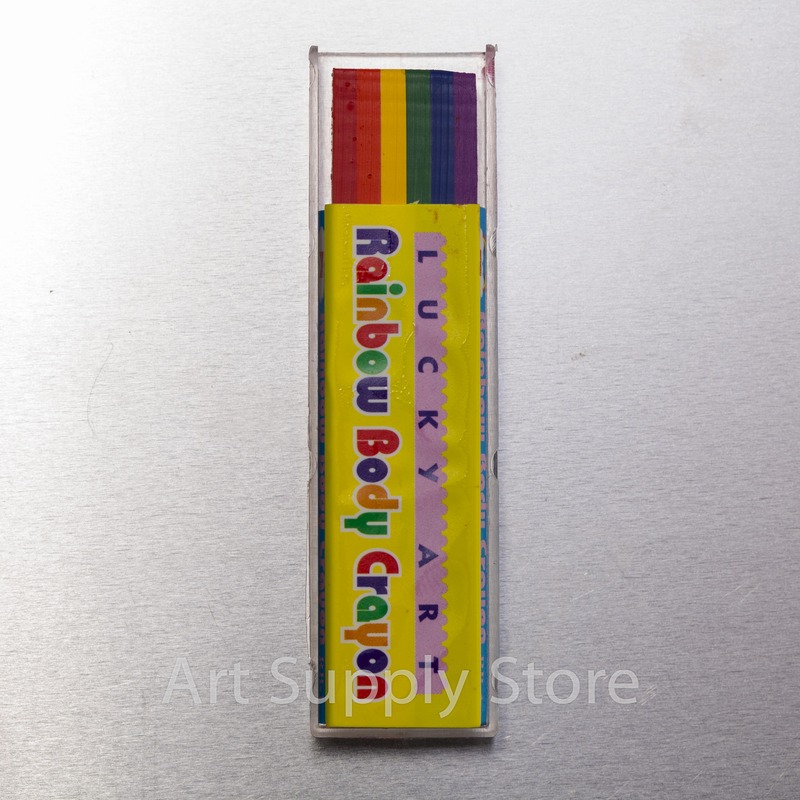 LUCKY ART
Rainbow Body Crayon
Art Supply Store